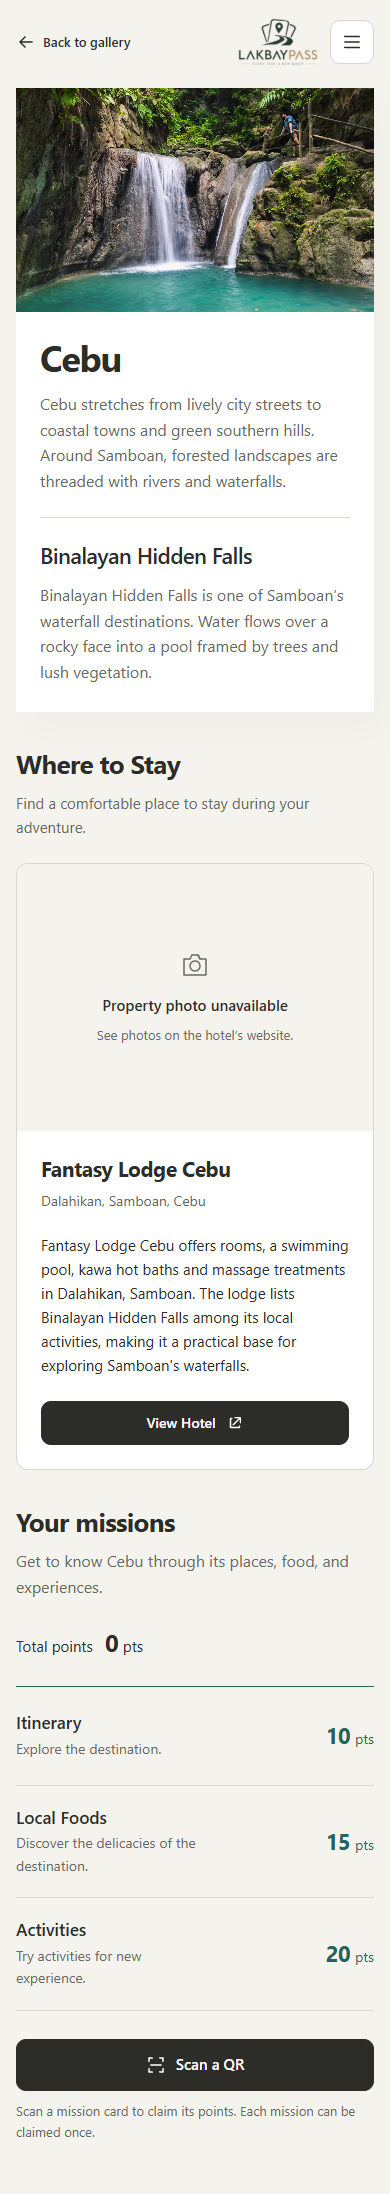 Back to gallery
LAKBAYPASS
Cebu
Cebu stretches from lively city streets to
coastal towns and green southern hills.
Around Samboan, forested landscapes are
threaded with rivers and waterfalls.
Binalayan Hidden Falls
Binalayan Hidden Falls is one of Samboan's
waterfall destinations. Water flows over a
rocky face into a pool framed by trees and
lush vegetation.
Where to Stay
Find a comfortable place to stay during your
adventure.
Property photo unavailable
See photos on the hotel's website.
Fantasy Lodge Cebu
Dalahikan, Samboan, Cebu
Fantasy Lodge Cebu offers rooms, a swimming
pool, kawa hot baths and massage treatments
in Dalahikan, Samboan. The lodge lists
Binalayan Hidden Falls among its local
activities, making it a practical base for
exploring Samboan's waterfalls.
View Hotel
Your missions
Get to know Cebu through its places, food, and
experiences.
Total points 0 pts
Itinerary
Explore the destination.
10 pts
Local Foods
Discover the delicacies of the
destination.
15 pts
Activities
Try activities for new
experience.
20 pts
Scan a QR
Scan a mission card to claim its points. Each mission can be
claimed once.